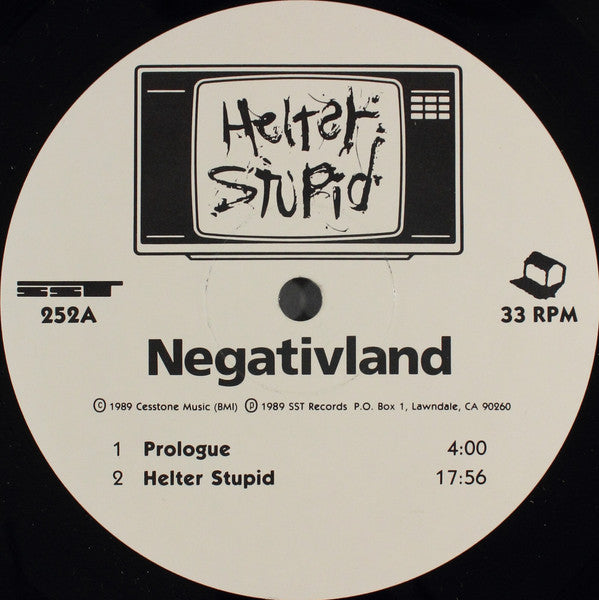 Helter
Stupid
SST
252A
33 RPM
Negativland
© 1989 Cesstone Music (BMI) ℗ 1989 SST Records P.O. Box 1, Lawndale, CA 90260
1 Prologue 4:00
2 Helter Stupid 17:56